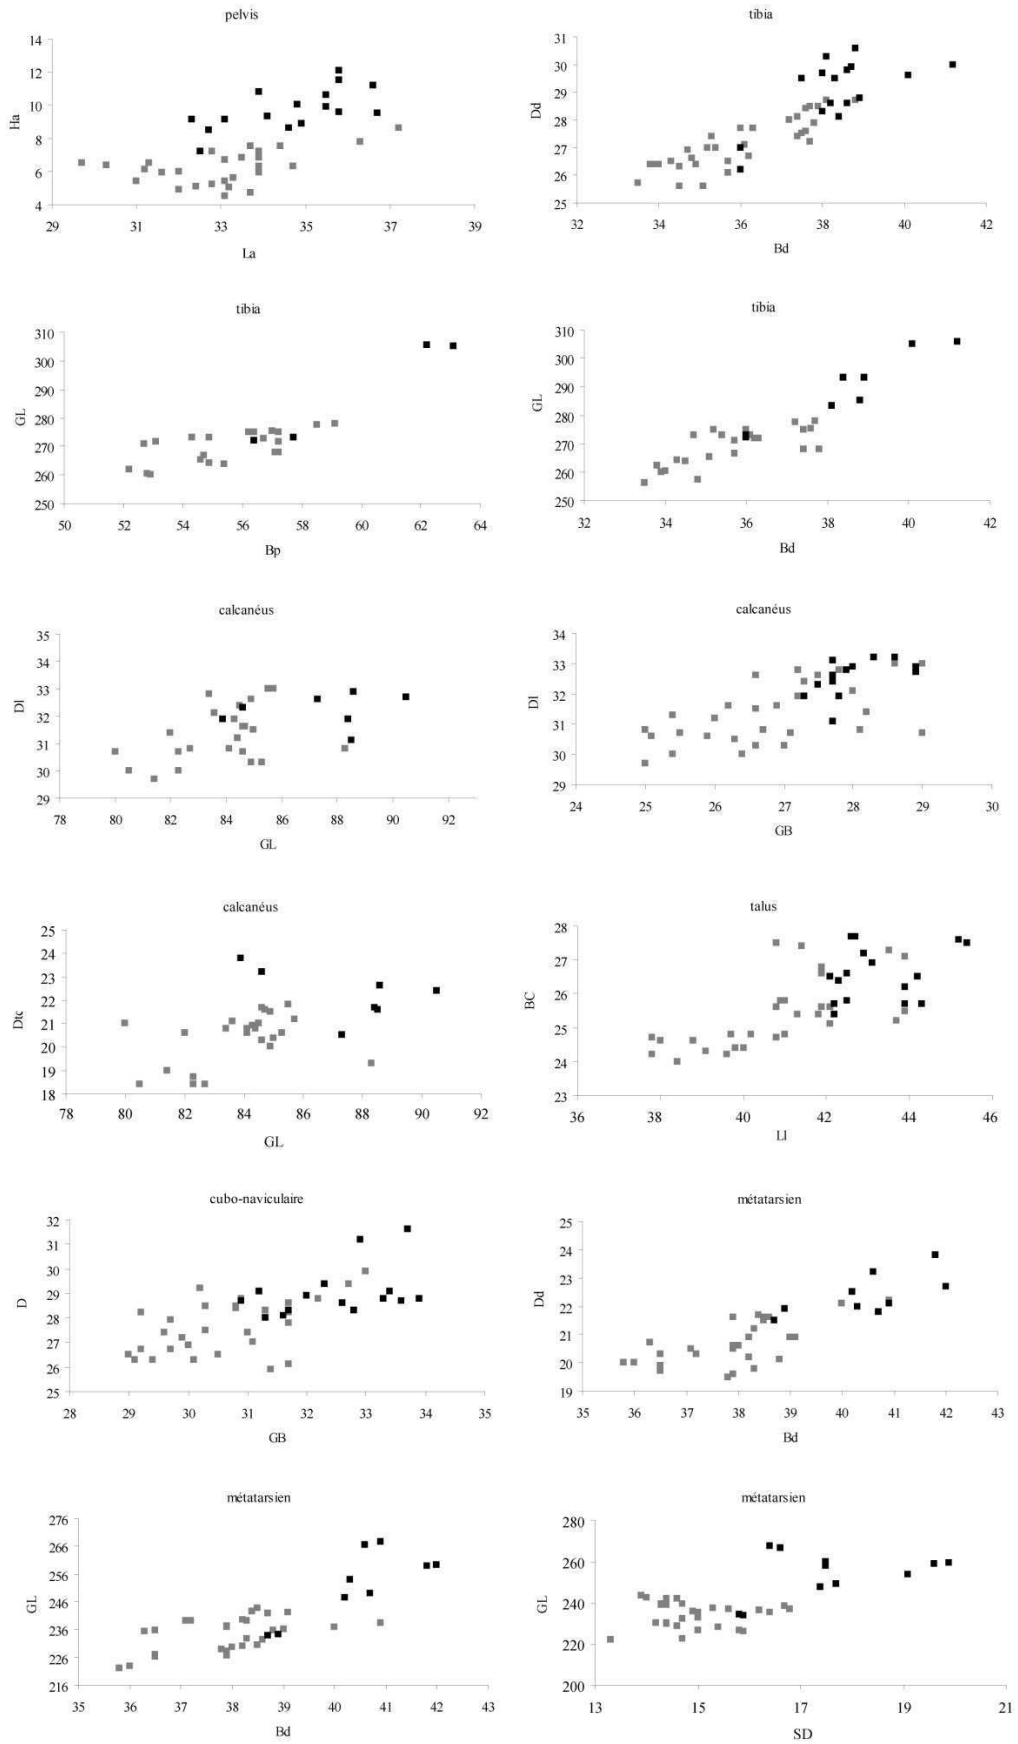 pelvis
14
12
10
8
6
4
Ha
29 31 33 35 37 39
La
tibia
31
30
29
28
27
26
25
Dd
32 34 36 38 40 42
Bd
tibia
310
300
290
280
270
260
250
GL
50 52 54 56 58 60 62 64
Bp
tibia
310
300
290
280
270
260
250
GL
32 34 36 38 40 42
Bd
calcanéus
35
34
33
32
31
30
29
Dl
78 80 82 84 86 88 90 92
GL
calcanéus
34
33
32
31
30
29
Dl
24 25 26 27 28 29 30
GB
calcanéus
25
24
23
22
21
20
19
18
Dtc
78 80 82 84 86 88 90 92
GL
talus
28
27
26
25
24
23
BC
36 38 40 42 44 46
Ll
cubo-naviculaire
32
31
30
29
28
27
26
25
D
28 29 30 31 32 33 34 35
GB
métatarsien
25
24
23
22
21
20
19
Dd
35 36 37 38 39 40 41 42 43
Bd
métatarsien
276
266
256
246
236
226
216
GL
35 36 37 38 39 40 41 42 43
Bd
métatarsien
280
260
240
220
200
GL
13 15 17 19 21
SD